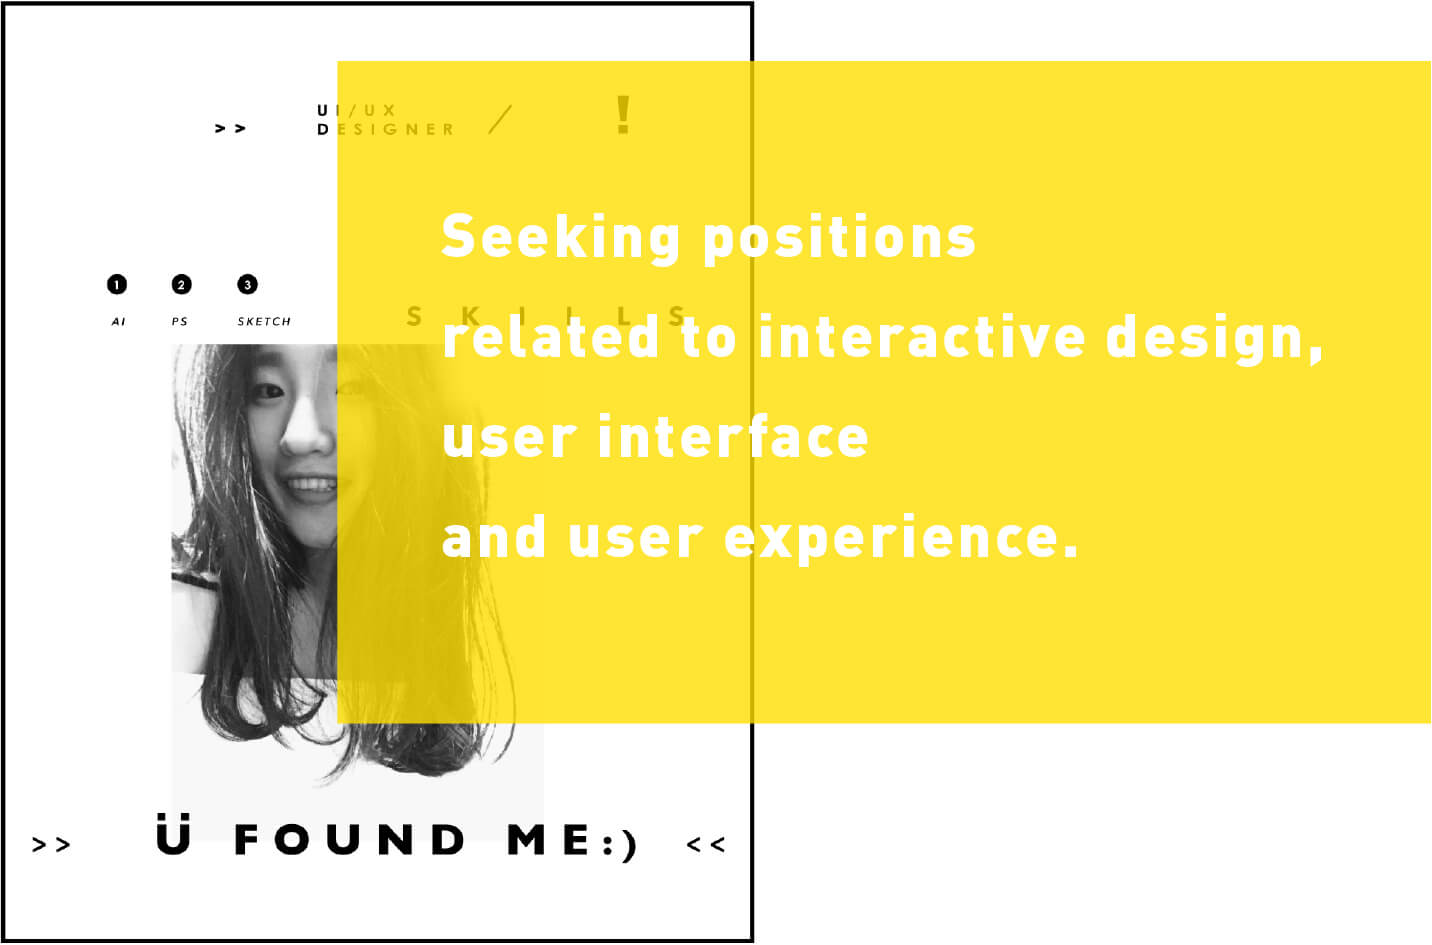 UI/UX
>> DESIGNER / !
Seeking positions
1 2 3
AI PS SKETCH
SKILLS
related to interactive design,
user interface
and user experience.
>> Ü FOUND ME:) <<